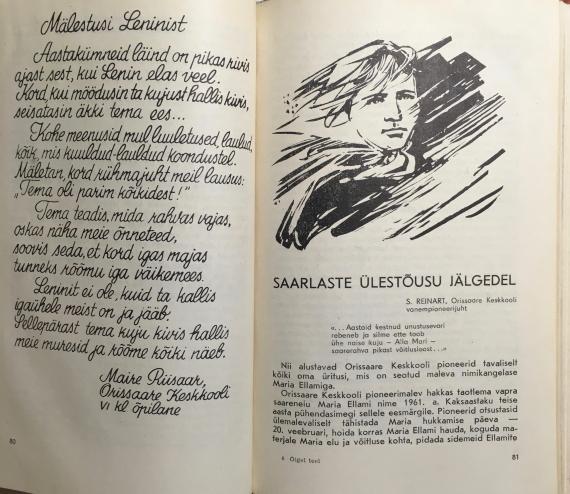 Mälestusi Leninist
Aastakümneid läind on pikas rivis
ajast sest, kui Lenin elas veel.
Kord, kui möödusin ta kujust hallis kivis,
seisatasin äkki tema ees...
Kohe meenusid mul luuletused, laulud,
kõik, mis kuuldud-lauldud koondustel.
Mäletan, kord rühmajuht meil lausus:
„Tema oli parim kõikidest!"
Tema teadis, mida rahvas vajas,
oskas näha meie õnneteed,
soovis seda, et kord igas majas
tunneks rõõmu iga väikemees.
Leninit ei ole, kuid ta kallis
igaühele meist on ja jääb.
Sellepärast tema kuju kivis hallis
meie muresid ja rõõme kõiki näeb.
Maire Riisaar,
Orissaare Keskkooli
VI kl õpilane
80
SAARLASTE ÜLESTÕUSU JÄLGEDEL
S. REINART, Orissaare Keskkooli
vanempioneerijuht
«...Aastaid kestnud unustusevari
rebeneb ja silme ette toob
ühe naise kuju — Alla Mari —
saarerahva pikast võitlusloost...»
Nii alustavad Orissaare Keskkooli pioneerid tavaliselt
kõiki oma üritusi, mis on seotud maleva nimikangelase
Maria Ellamiga.
Orissaare Keskkooli pioneerimalev hakkas taotlema vapra
saareneiu Maria Ellami nime 1961. a. Kaksaastaku teise
aasta pühendasimegi sellele eesmärgile. Pioneerid otsustasid
ülemalevaliselt tähistada Maria hukkamise päeva —
20. veebruari, hoida korras Maria Ellami hauda, koguda ma-
terjale Maria elu ja võitluse kohta, pidada sidemeid Ellamite
6 Õigel teel
81